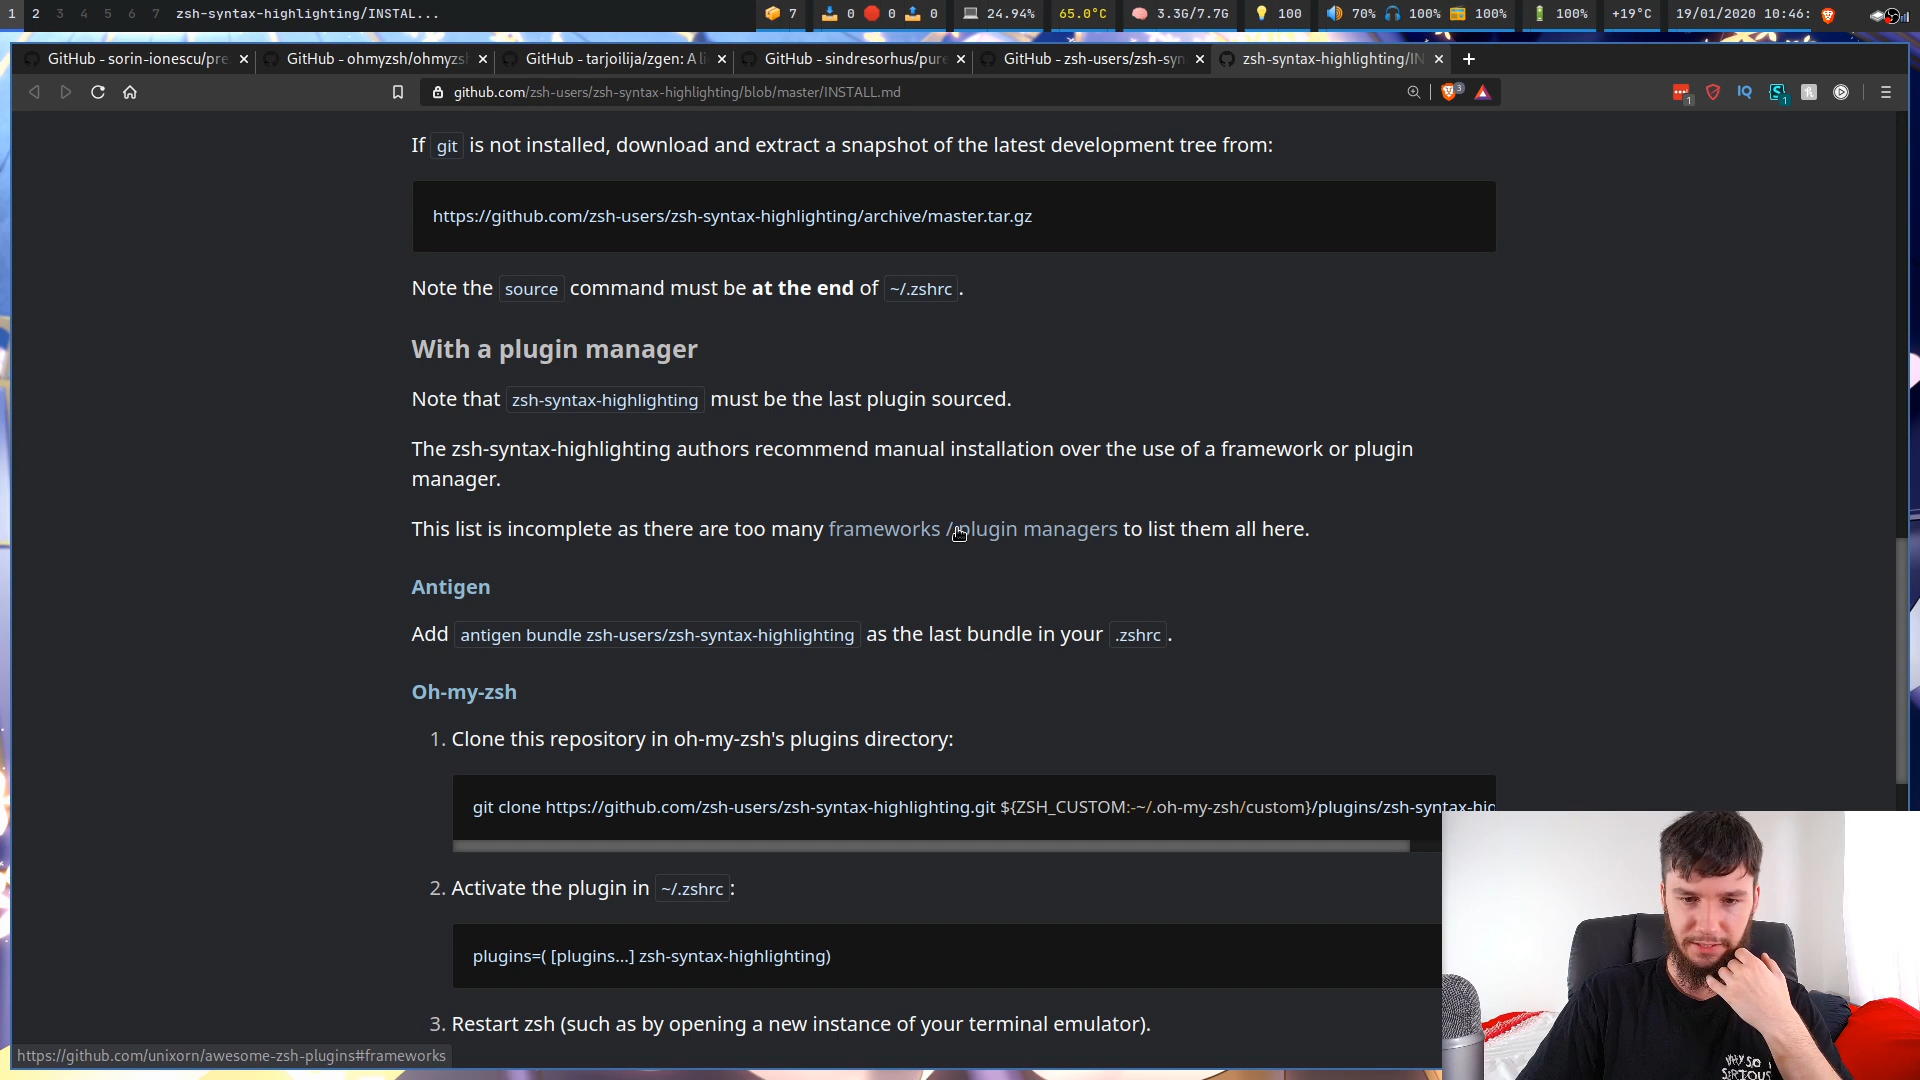 1 2 3 4 5 6 7 zsh-syntax-highlighting/INSTAL... 7 0 0 0 24.94% 65.0°C 3.3G/7.7G 100 70% 100% 100% 100% +19°C 19/01/2020 10:46:
GitHub - sorin-ionescu/pre GitHub - ohmyzsh/ohmyzs GitHub - tarjoilija/zgen: A li GitHub - sindresorhus/pure GitHub - zsh-users/zsh-syn zsh-syntax-highlighting/IN
github.com/zsh-users/zsh-syntax-highlighting/blob/master/INSTALL.md 3 1 IQ 1
If git is not installed, download and extract a snapshot of the latest development tree from:
https://github.com/zsh-users/zsh-syntax-highlighting/archive/master.tar.gz
Note the source command must be at the end of ~/.zshrc.
With a plugin manager
Note that zsh-syntax-highlighting must be the last plugin sourced.
The zsh-syntax-highlighting authors recommend manual installation over the use of a framework or plugin
manager.
This list is incomplete as there are too many frameworks / plugin managers to list them all here.
Antigen
Add antigen bundle zsh-users/zsh-syntax-highlighting as the last bundle in your .zshrc.
Oh-my-zsh
1. Clone this repository in oh-my-zsh's plugins directory:
git clone https://github.com/zsh-users/zsh-syntax-highlighting.git ${ZSH_CUSTOM:-~/.oh-my-zsh/custom}/plugins/zsh-syntax-hig
2. Activate the plugin in ~/.zshrc:
plugins=( [plugins...] zsh-syntax-highlighting)
3. Restart zsh (such as by opening a new instance of your terminal emulator).
https://github.com/unixorn/awesome-zsh-plugins#frameworks
WHY SO
SERIOUS